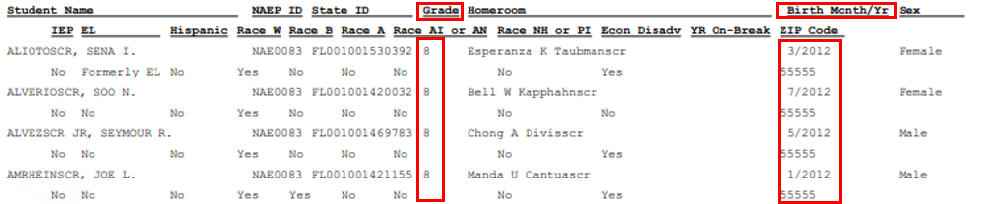 Student Name NAEP ID State ID Grade Homeroom Birth Month/Yr Sex
IEP EL Hispanic Race W Race B Race A Race AI or AN Race NH or PI Econ Disadv YR On-Break ZIP Code
ALIOTOSCR, SENA I. NAE0083 FL001001530392 8 Esperanza K Taubmanscr 3/2012 Female
No Formerly EL No Yes No No No No Yes 55555
ALVERIOSCR, SOO N. NAE0083 FL001001420032 8 Bell W Kapphahnscr 7/2012 Female
No No No Yes No No No No No 55555
ALVEZSCR JR, SEYMOUR R. NAE0083 FL001001469783 8 Chong A Divisscr 5/2012 Male
No No No Yes No No No No Yes 55555
AMRHEINSCR, JOE L. NAE0083 FL001001421155 8 Manda U Cantuascr 1/2012 Male
No No No Yes Yes No No No Yes 55555